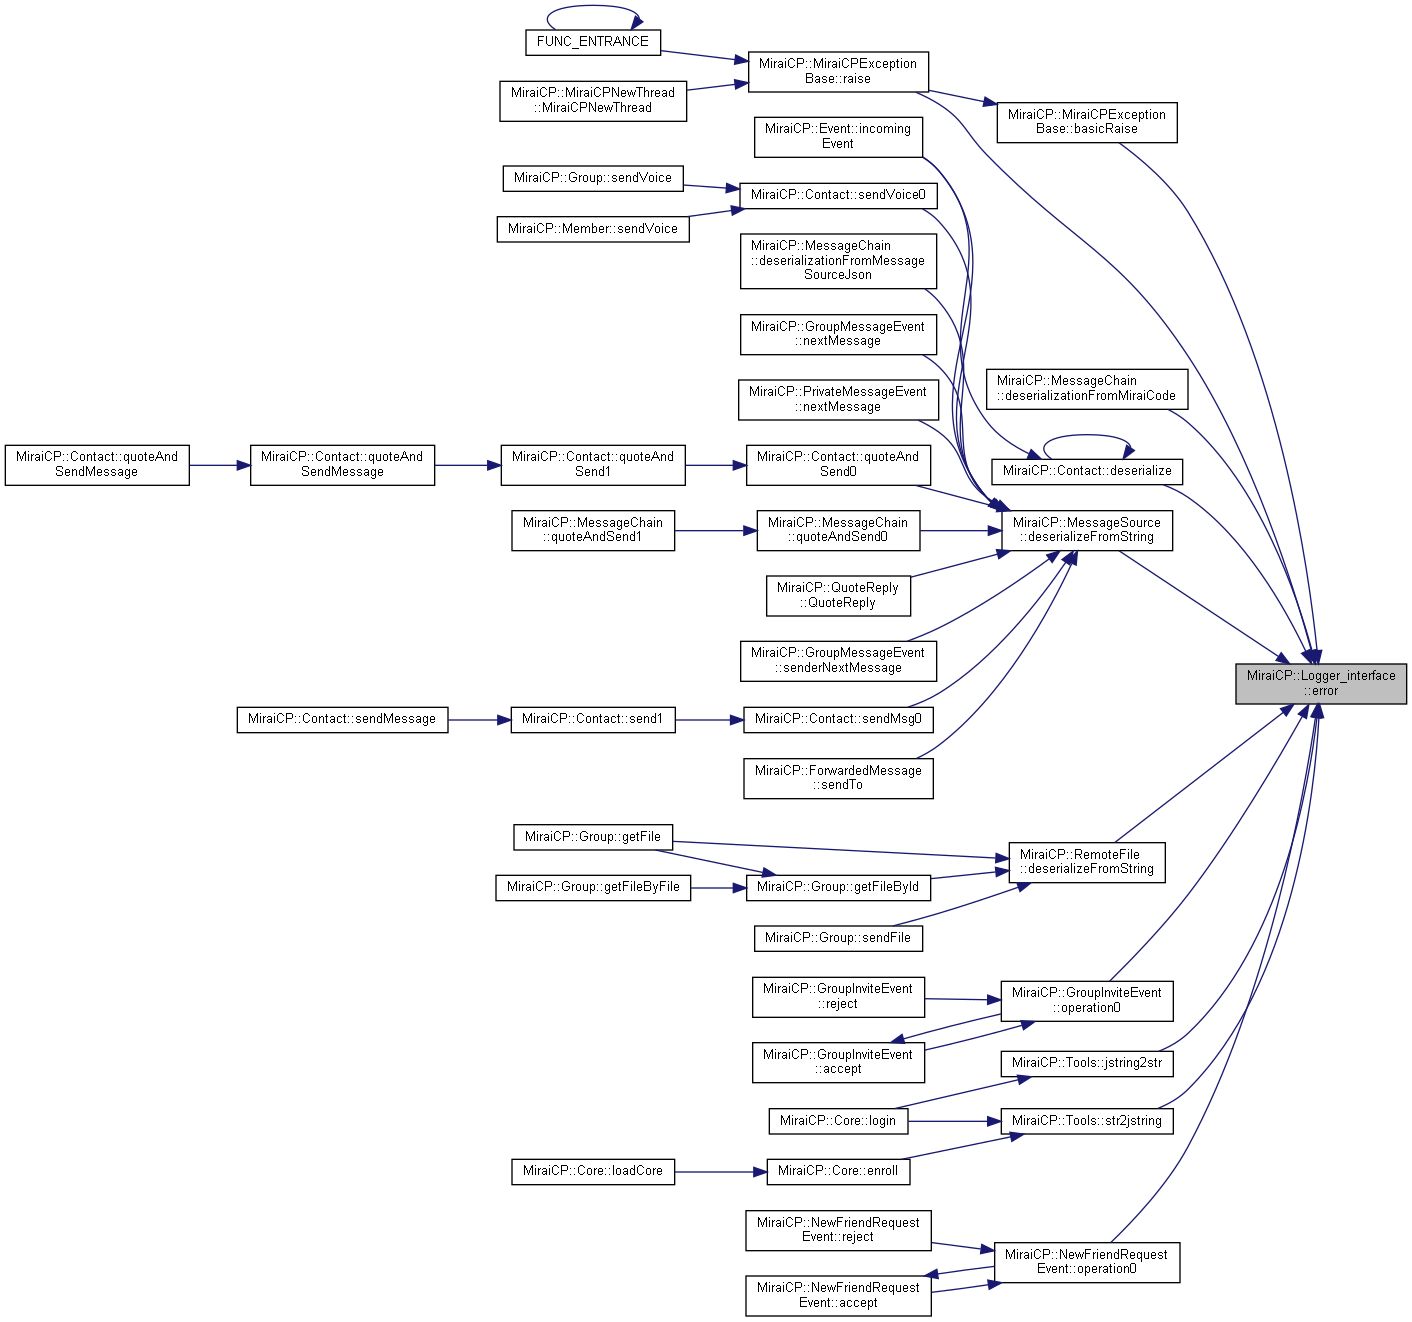 FUNC_ENTRANCE
MiraiCP::MiraiCPException
Base::raise
MiraiCP::MiraiCPNewThread
::MiraiCPNewThread
MiraiCP::MiraiCPException
Base::basicRaise
MiraiCP::Event::incoming
Event
MiraiCP::Group::sendVoice
MiraiCP::Contact::sendVoice0
MiraiCP::Member::sendVoice
MiraiCP::MessageChain
::deserializationFromMessage
SourceJson
MiraiCP::GroupMessageEvent
::nextMessage
MiraiCP::PrivateMessageEvent
::nextMessage
MiraiCP::MessageChain
::deserializationFromMiraiCode
MiraiCP::Contact::quoteAnd
SendMessage
MiraiCP::Contact::quoteAnd
SendMessage
MiraiCP::Contact::quoteAnd
Send1
MiraiCP::Contact::quoteAnd
Send0
MiraiCP::Contact::deserialize
MiraiCP::MessageChain
::quoteAndSend1
MiraiCP::MessageChain
::quoteAndSend0
MiraiCP::MessageSource
::deserializeFromString
MiraiCP::QuoteReply
::QuoteReply
MiraiCP::GroupMessageEvent
::senderNextMessage
MiraiCP::Logger_interface
::error
MiraiCP::Contact::sendMessage
MiraiCP::Contact::send1
MiraiCP::Contact::sendMsg0
MiraiCP::ForwardedMessage
::sendTo
MiraiCP::Group::getFile
MiraiCP::RemoteFile
::deserializeFromString
MiraiCP::Group::getFileByFile
MiraiCP::Group::getFileById
MiraiCP::Group::sendFile
MiraiCP::GroupInviteEvent
::reject
MiraiCP::GroupInviteEvent
::operation0
MiraiCP::GroupInviteEvent
::accept
MiraiCP::Tools::jstring2str
MiraiCP::Core::login
MiraiCP::Tools::str2jstring
MiraiCP::Core::loadCore
MiraiCP::Core::enroll
MiraiCP::NewFriendRequest
Event::reject
MiraiCP::NewFriendRequest
Event::operation0
MiraiCP::NewFriendRequest
Event::accept